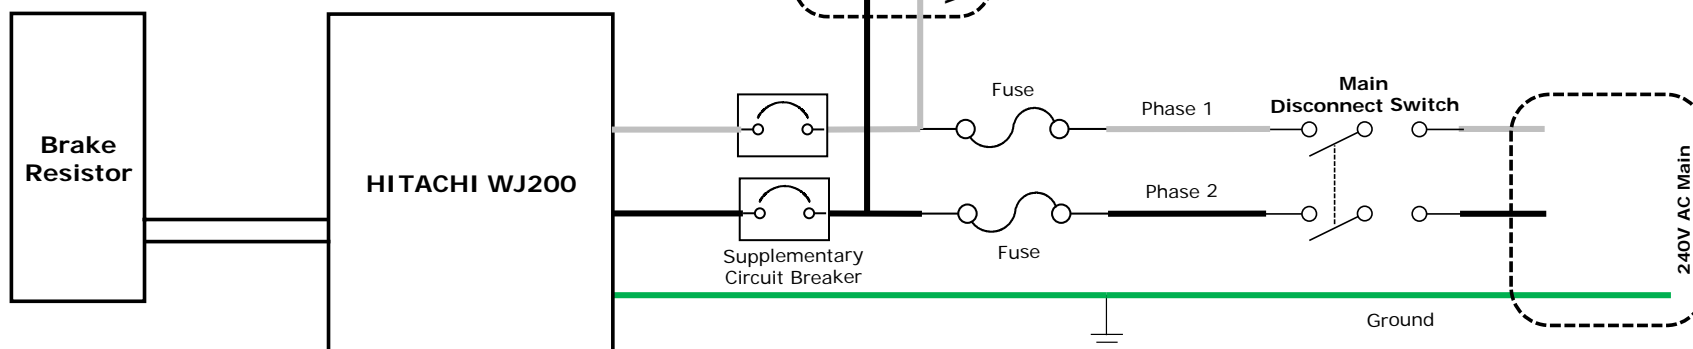 Brake
Resistor
HITACHI WJ200
Supplementary
Circuit Breaker
Fuse
Fuse
Phase 1
Phase 2
Main
Disconnect Switch
Ground
240V AC Main